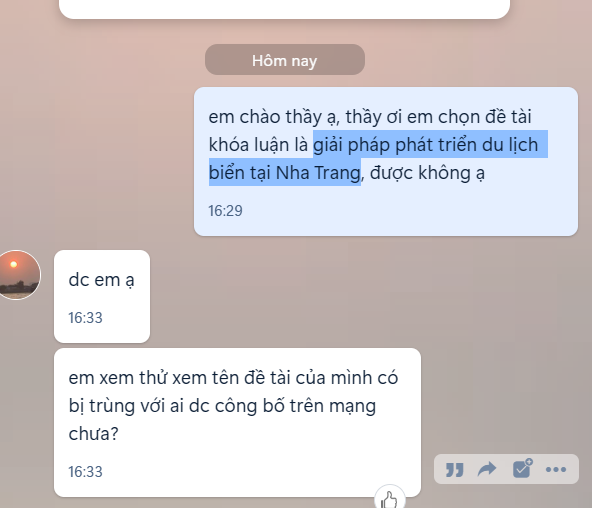 Hôm nay
em chào thầy ạ, thầy ơi em chọn đề tài
khóa luận là giải pháp phát triển du lịch
biển tại Nha Trang, được không ạ
16:29
dc em ạ
16:33
em xem thử xem tên đề tài của mình có
bị trùng với ai dc công bố trên mạng
chưa?
16:33